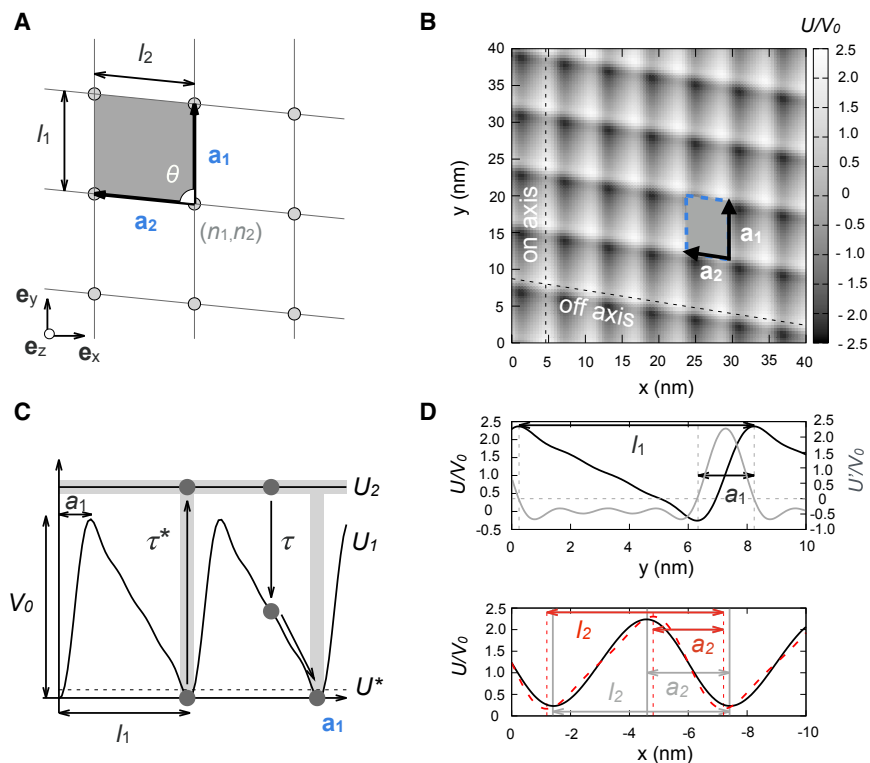 A
l₂
l₁
θ
a₁
a₂
(n₁,n₂)
e_y
e_z
e_x
B
U/V₀
y (nm)
40
35
30
25
20
15
10
5
0
on axis
off axis
a₁
a₂
0 5 10 15 20 25 30 35 40
x (nm)
2.5
2.0
1.5
1.0
0.5
0
- 0.5
- 1.0
- 1.5
- 2.0
- 2.5
C
a₁
U₂
τ*
τ
U₁
V₀
U*
l₁
a₁
D
U/V₀
2.5
2.0
1.5
1.0
0.5
0.0
-0.5
l₁
a₁
2.5
2.0
1.5
1.0
0.5
0
-0.5
-1.0
U'/V₀
0 2 4 6 8 10
y (nm)
U/V₀
2.5
2.0
1.5
1.0
0.5
0
l₂
a₂
a₂
l₂
0 -2 -4 -6 -8 -10
x (nm)